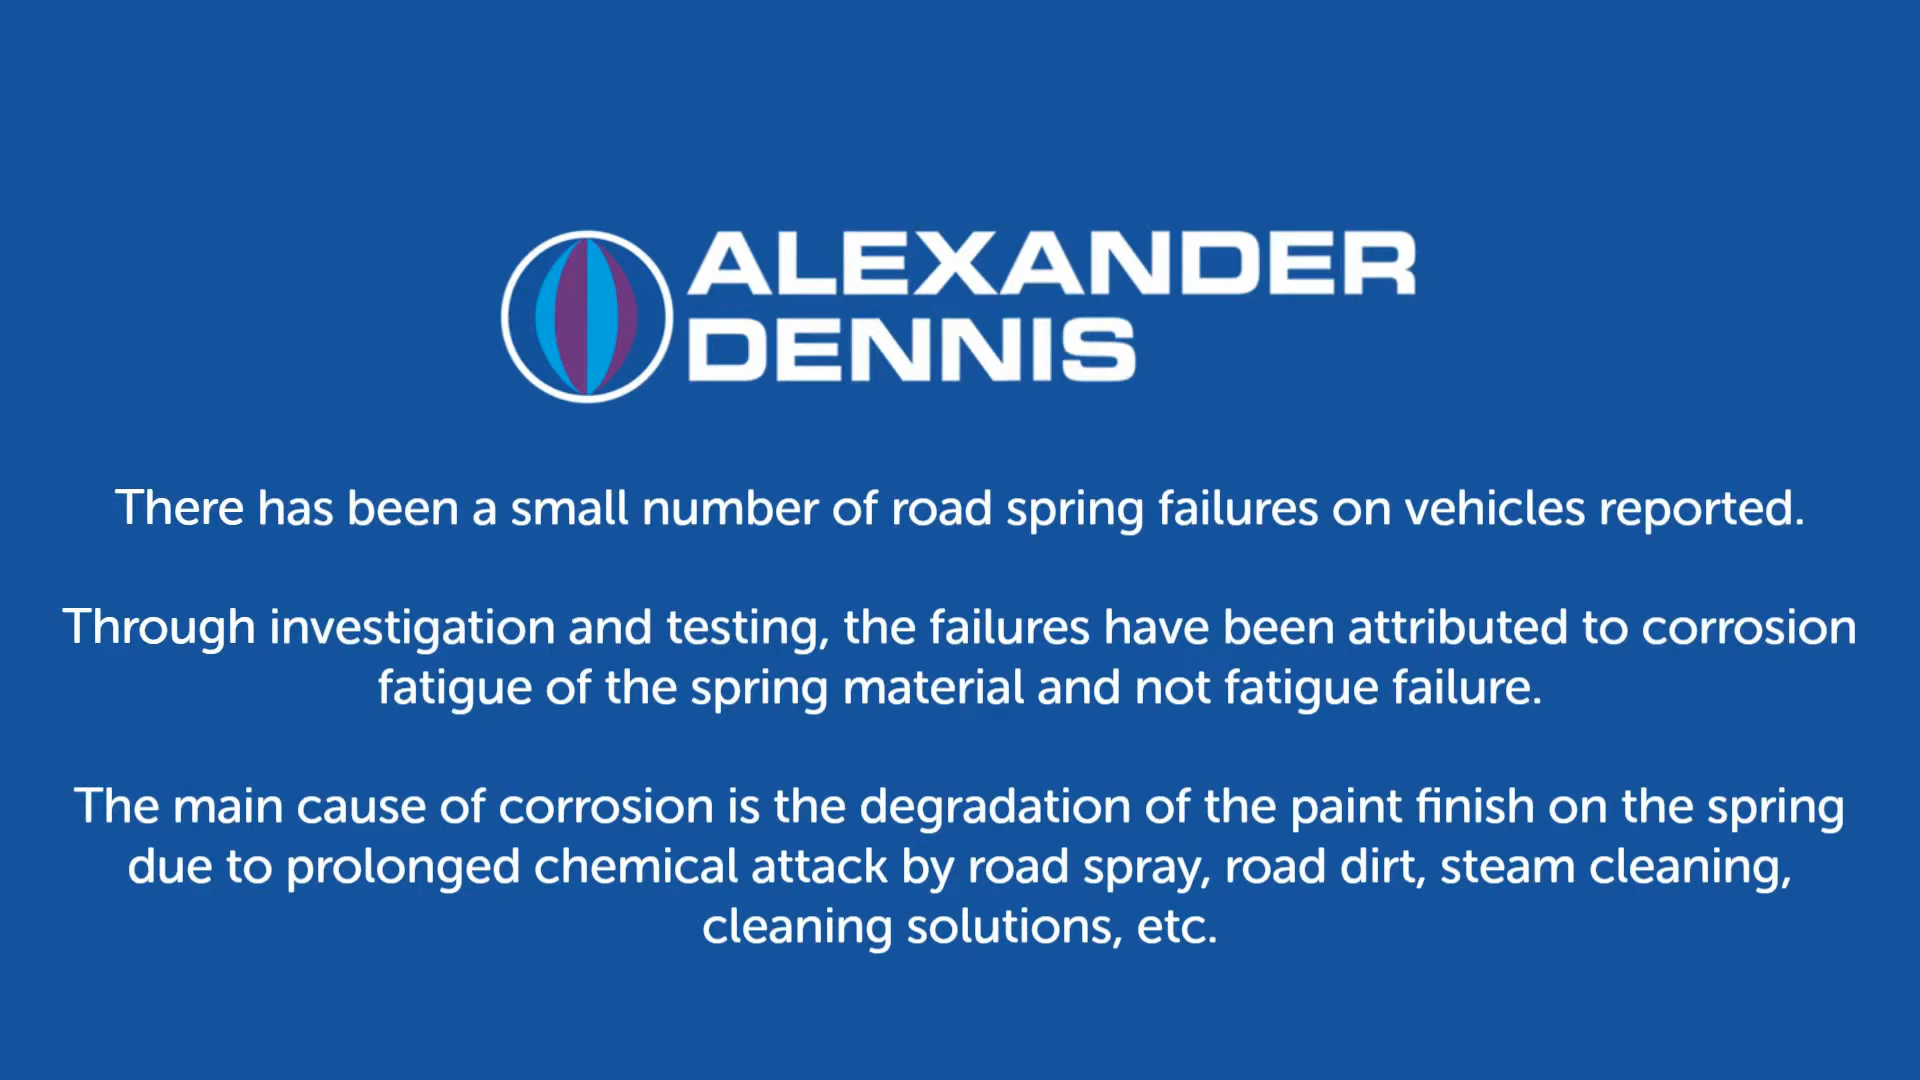 ALEXANDER
DENNIS
There has been a small number of road spring failures on vehicles reported.
Through investigation and testing, the failures have been attributed to corrosion
fatigue of the spring material and not fatigue failure.
The main cause of corrosion is the degradation of the paint finish on the spring
due to prolonged chemical attack by road spray, road dirt, steam cleaning,
cleaning solutions, etc.